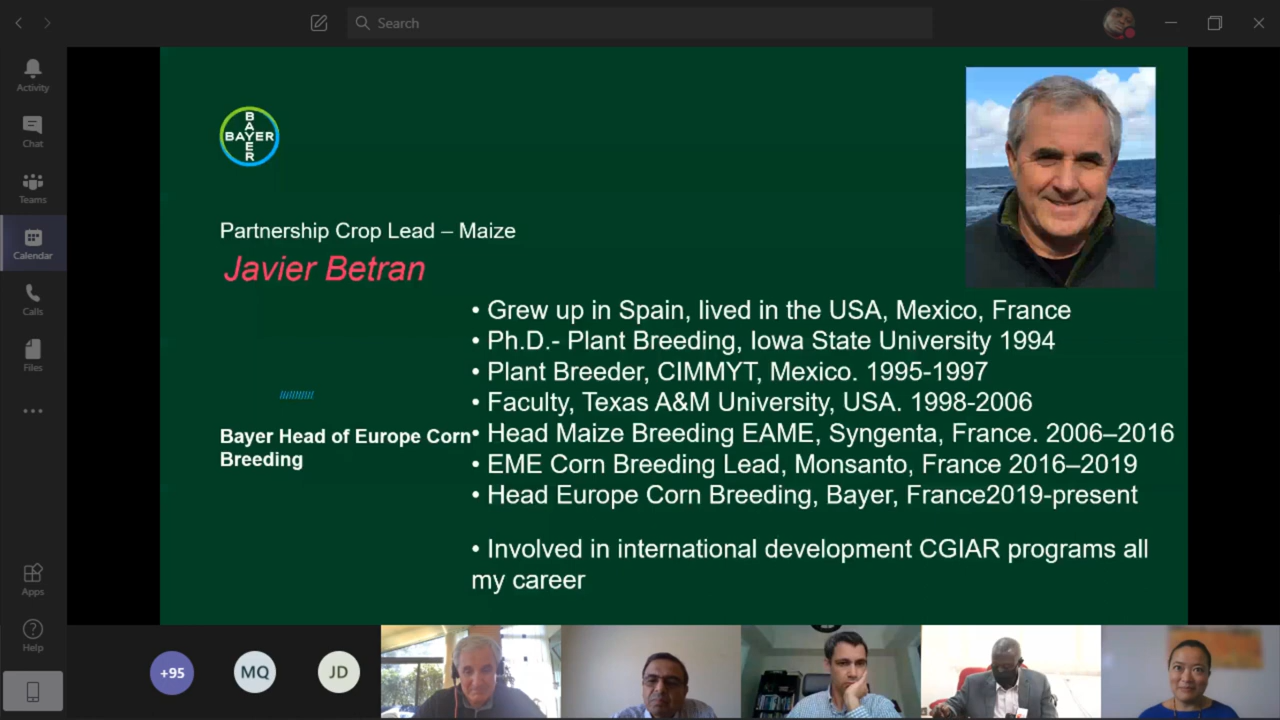 Search
Activity
Chat
Teams
Calendar
Calls
Files
Apps
Help
BAYER
BAYER
Partnership Crop Lead – Maize
Javier Betran
• Grew up in Spain, lived in the USA, Mexico, France
• Ph.D.- Plant Breeding, Iowa State University 1994
• Plant Breeder, CIMMYT, Mexico. 1995-1997
• Faculty, Texas A&M University, USA. 1998-2006
• Head Maize Breeding EAME, Syngenta, France. 2006–2016
• EME Corn Breeding Lead, Monsanto, France 2016–2019
• Head Europe Corn Breeding, Bayer, France2019-present
• Involved in international development CGIAR programs all
my career
Bayer Head of Europe Corn
Breeding
+95
MQ
JD